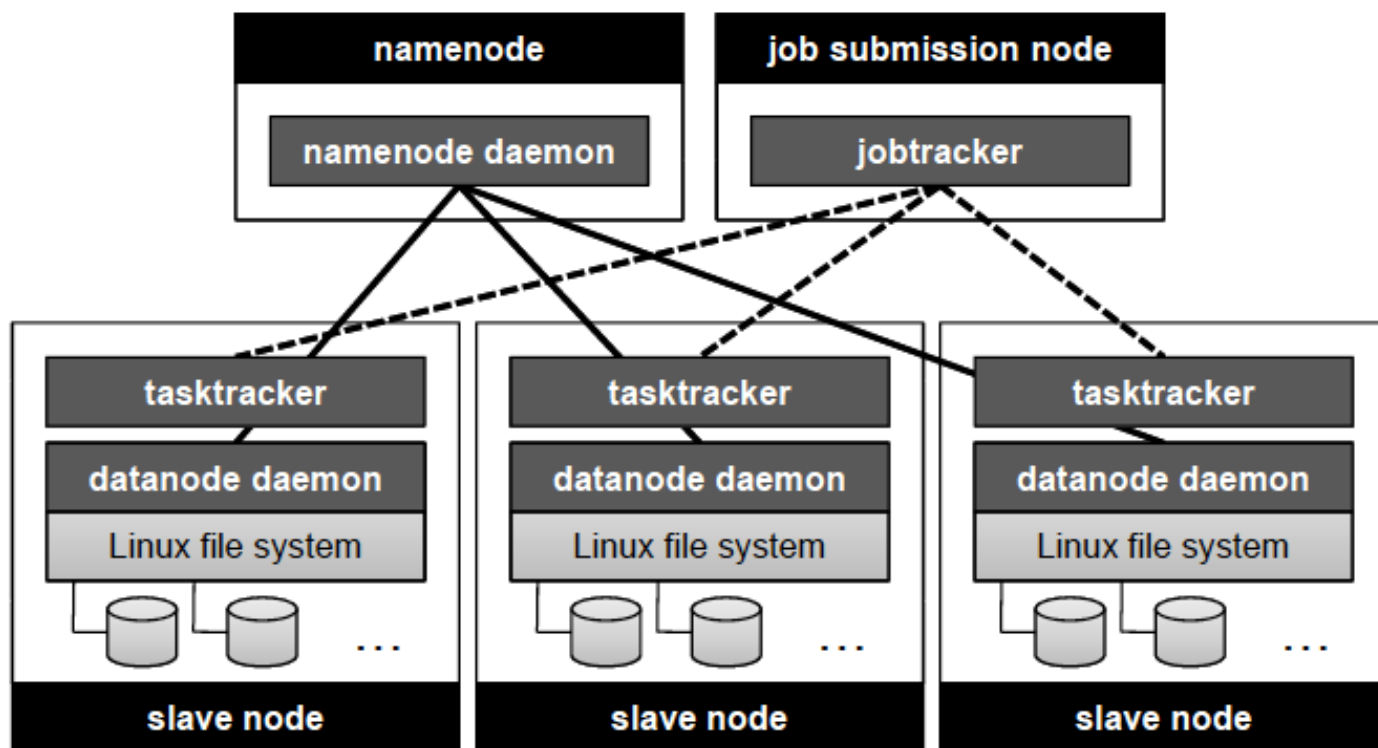 namenode
job submission node
namenode daemon
jobtracker
tasktracker
tasktracker
tasktracker
datanode daemon
datanode daemon
datanode daemon
Linux file system
Linux file system
Linux file system
...
...
...
slave node
slave node
slave node